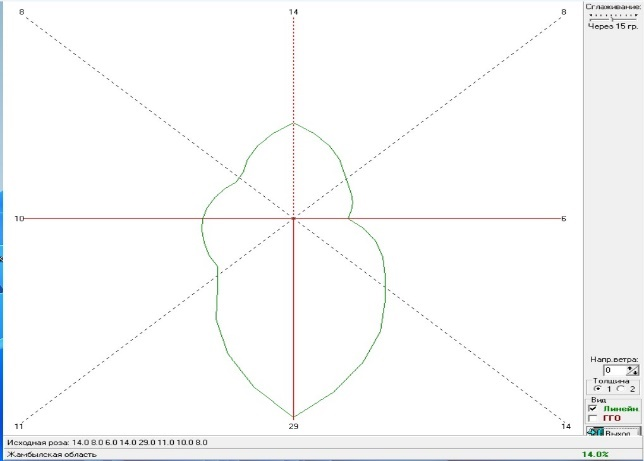 8 14 8
Сглаживание:
Через 15 гр.
10 6
Напр.ветра:
0
Толщина
1 2
Вид
Линейн
ГГО
11 29 14
Выход
Исходная роза: 14.0 8.0 6.0 14.0 29.0 11.0 10.0 8.0
Жамбылская область 14.0%